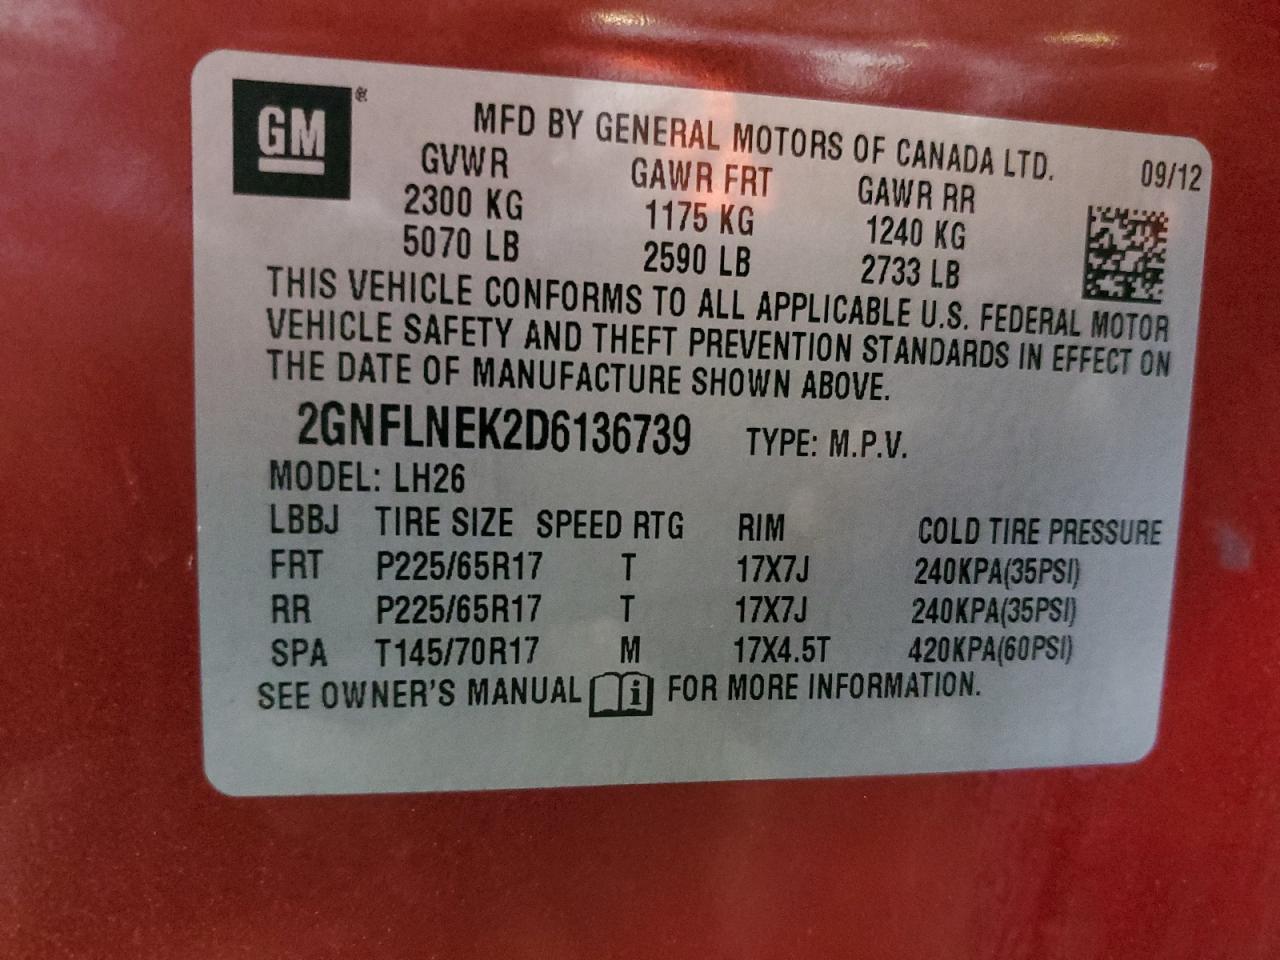 GM®
MFD BY GENERAL MOTORS OF CANADA LTD. 09/12
GVWR GAWR FRT GAWR RR
2300 KG 1175 KG 1240 KG
5070 LB 2590 LB 2733 LB
THIS VEHICLE CONFORMS TO ALL APPLICABLE U.S. FEDERAL MOTOR
VEHICLE SAFETY AND THEFT PREVENTION STANDARDS IN EFFECT ON
THE DATE OF MANUFACTURE SHOWN ABOVE.
2GNFLNEK2D6136739 TYPE: M.P.V.
MODEL: LH26
LBBJ TIRE SIZE SPEED RTG RIM COLD TIRE PRESSURE
FRT P225/65R17 T 17X7J 240KPA(35PSI)
RR P225/65R17 T 17X7J 240KPA(35PSI)
SPA T145/70R17 M 17X4.5T 420KPA(60PSI)
SEE OWNER'S MANUAL i FOR MORE INFORMATION.